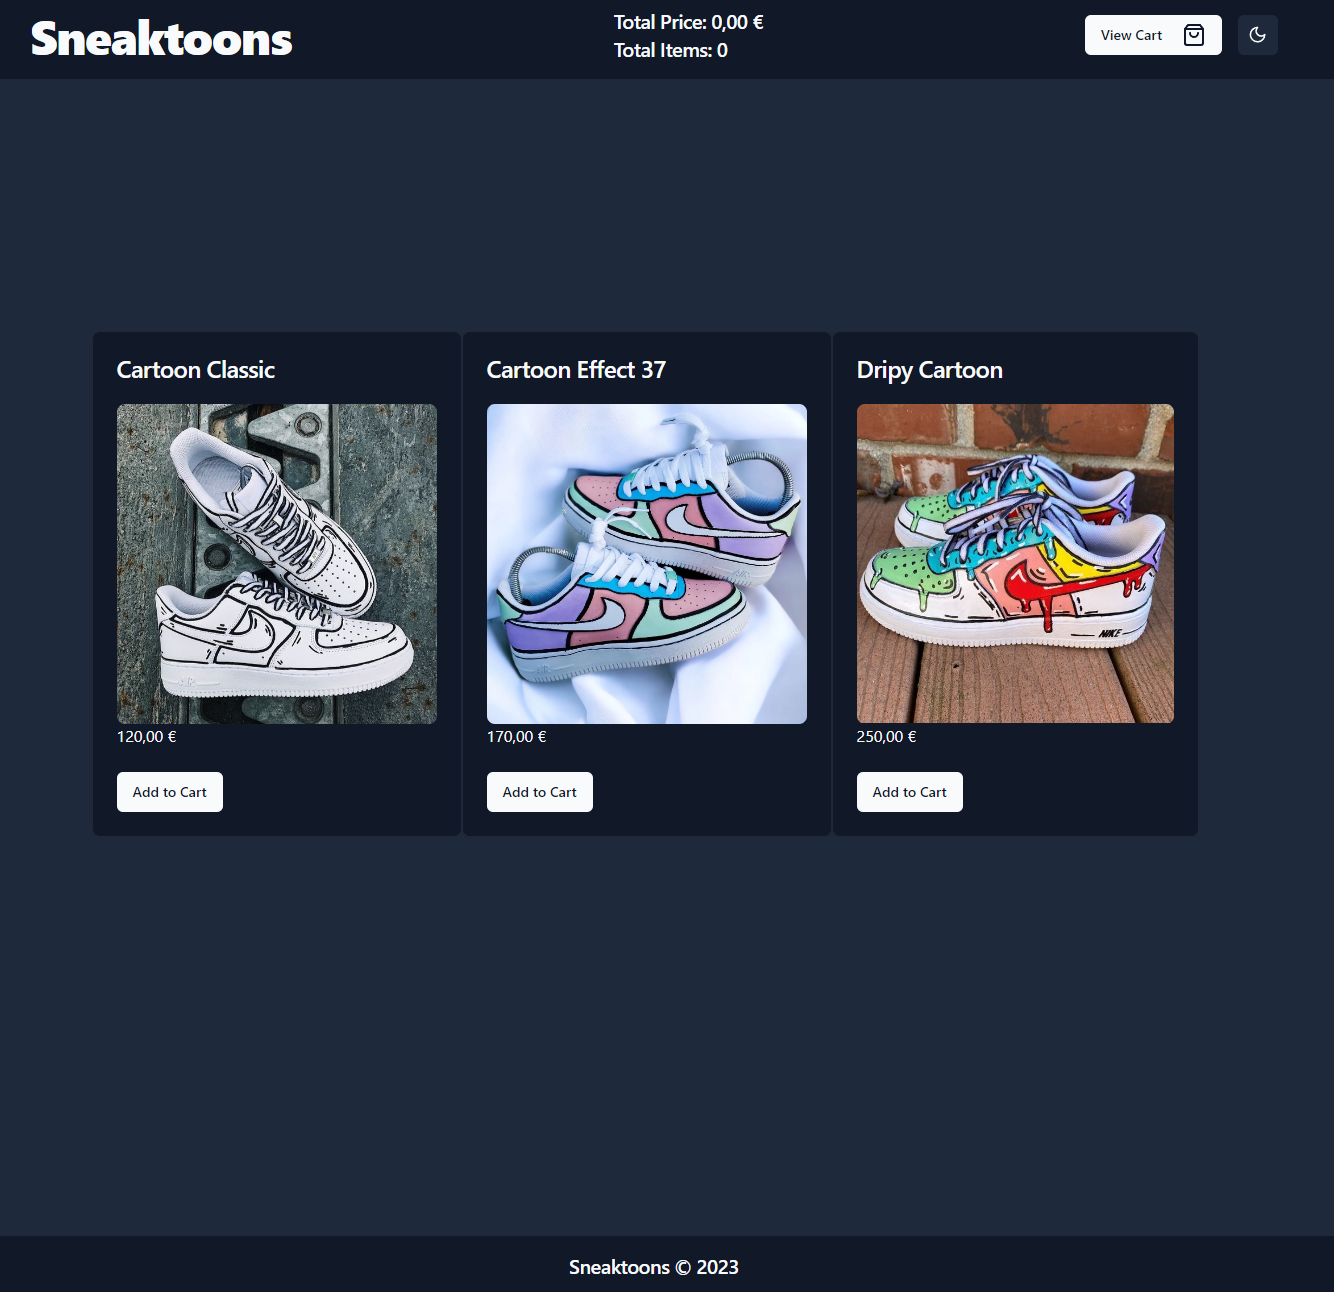 Sneaktoons
Total Price: 0,00 €
Total Items: 0
View Cart
Cartoon Classic
Cartoon Effect 37
Dripy Cartoon
NIKE
120,00 €
170,00 €
250,00 €
Add to Cart
Add to Cart
Add to Cart
Sneaktoons © 2023